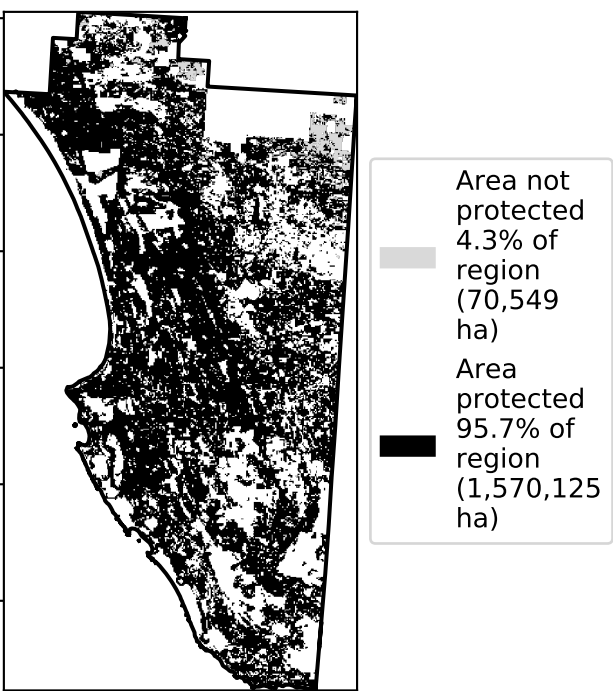 Area not
protected
4.3% of
region
(70,549
ha)
Area
protected
95.7% of
region
(1,570,125
ha)